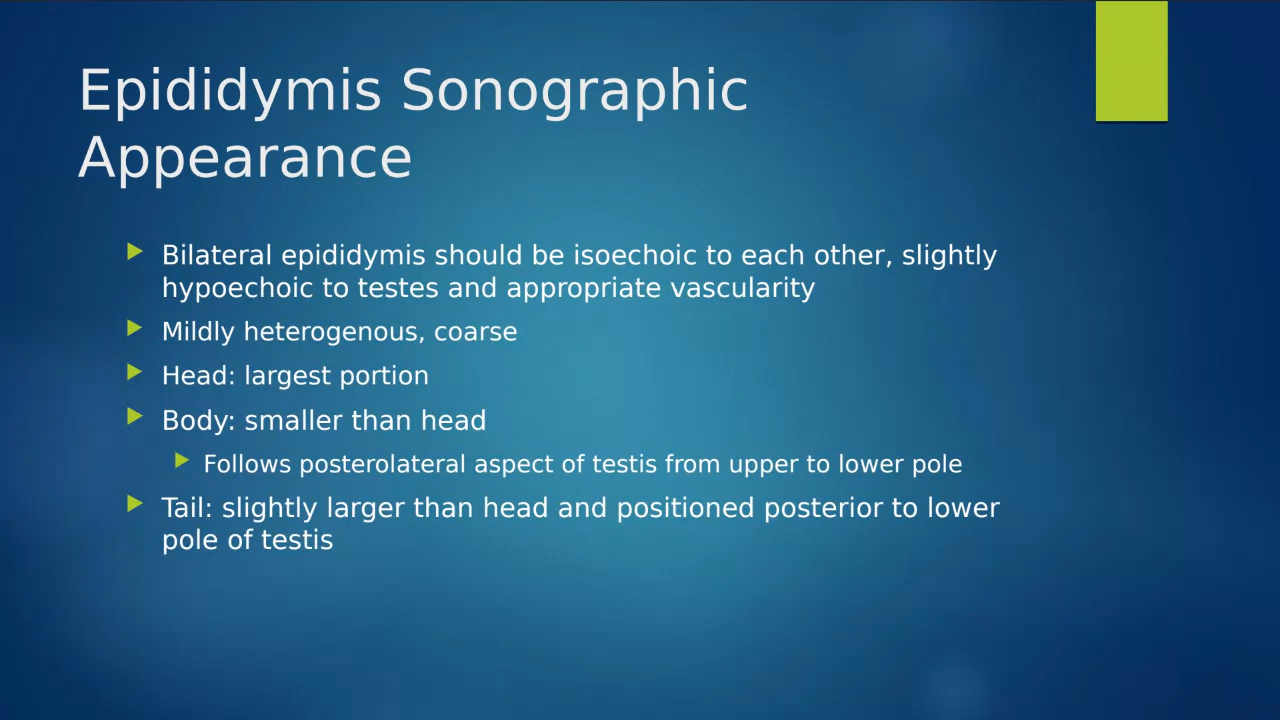 Epididymis Sonographic
Appearance
Bilateral epididymis should be isoechoic to each other, slightly
hypoechoic to testes and appropriate vascularity
Mildly heterogenous, coarse
Head: largest portion
Body: smaller than head
Follows posterolateral aspect of testis from upper to lower pole
Tail: slightly larger than head and positioned posterior to lower
pole of testis